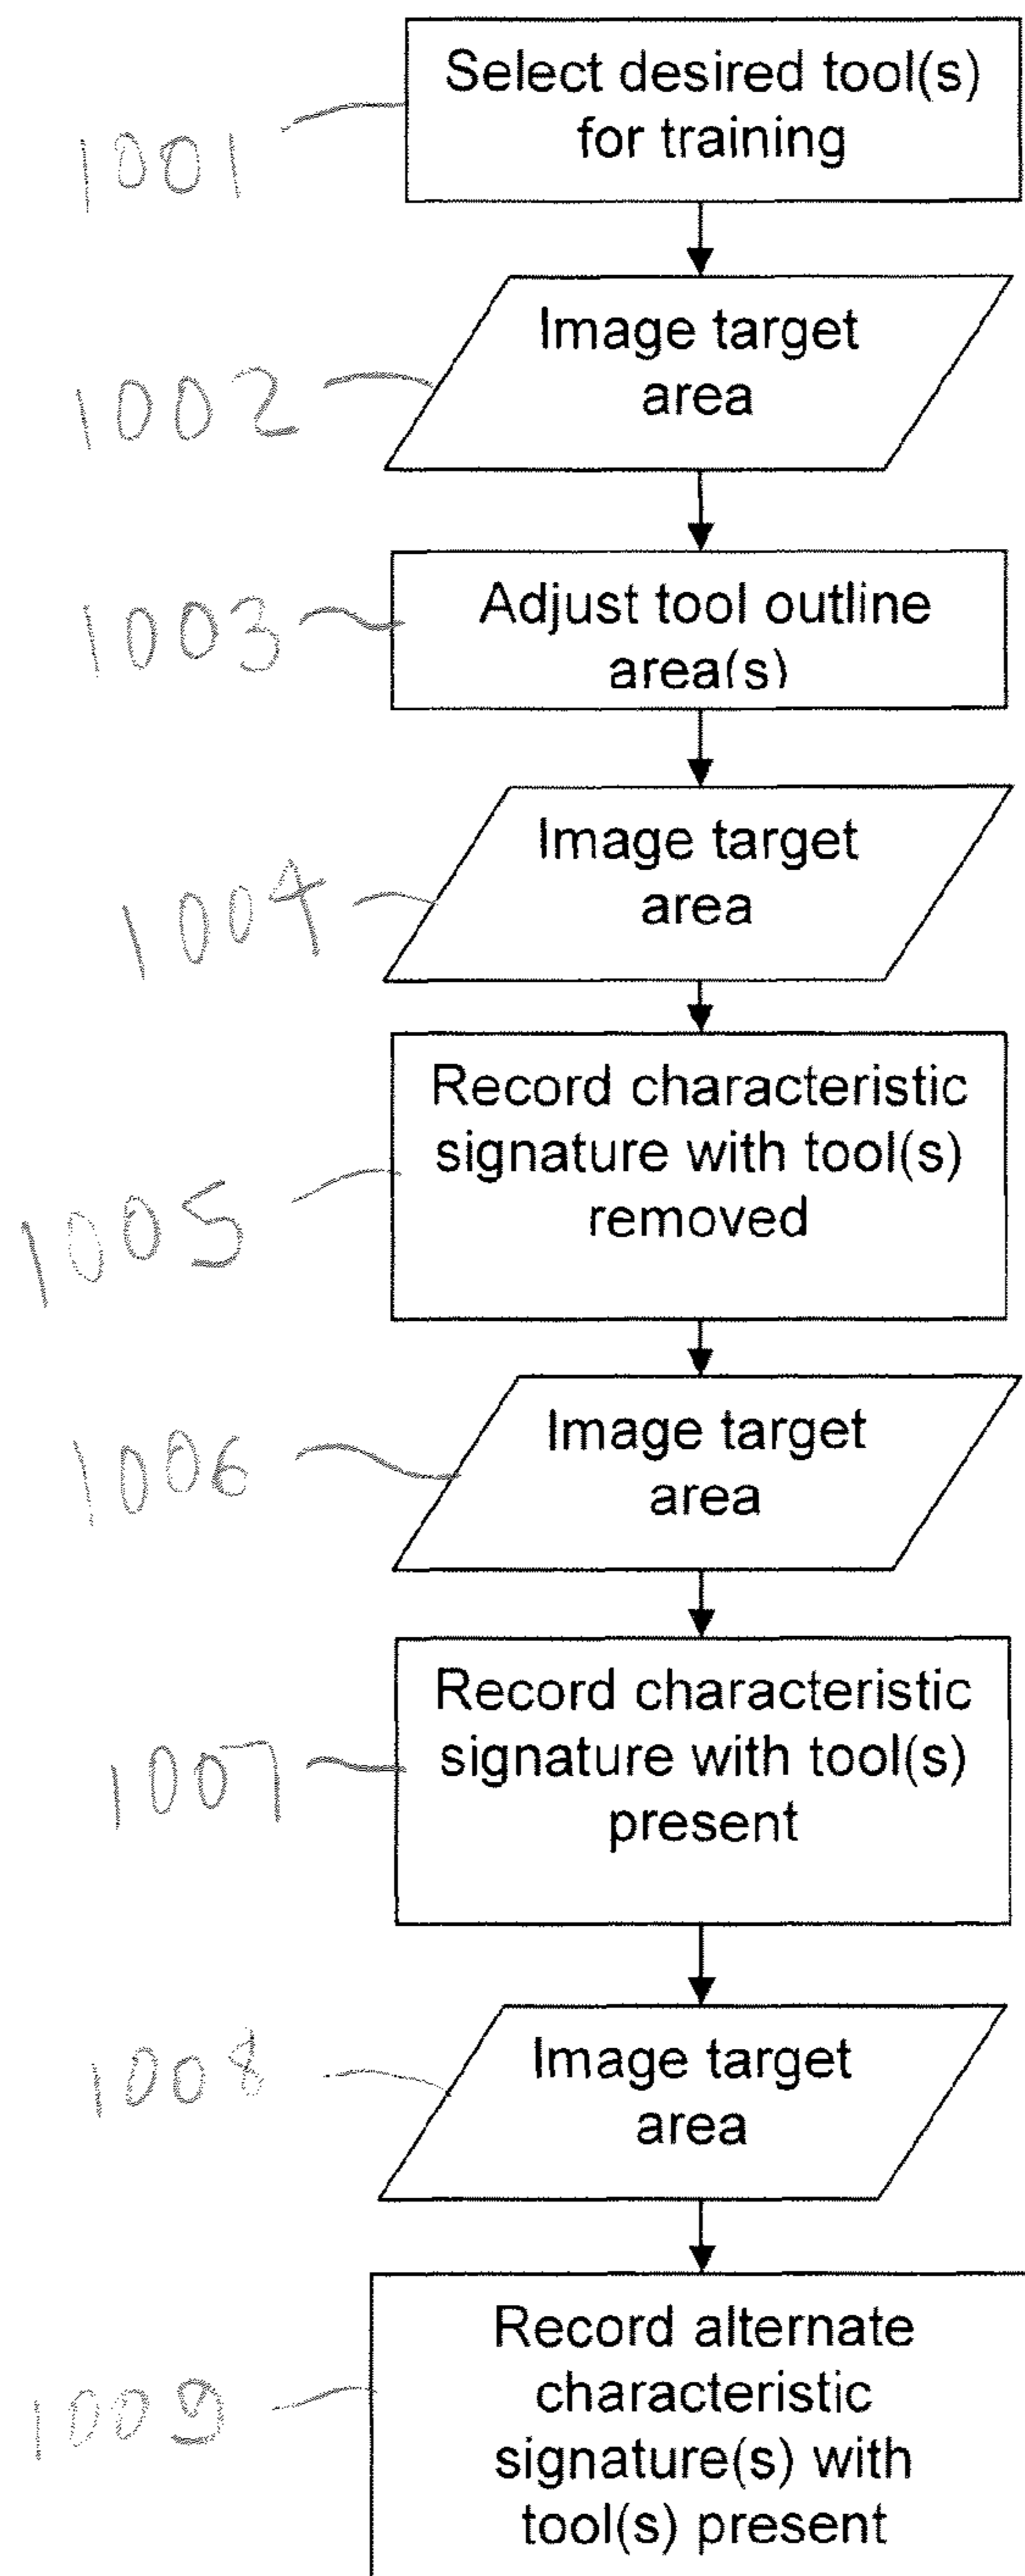 Select desired tool(s)
for training
1001
Image target
area
1002
Adjust tool outline
area(s)
1003
Image target
area
1004
Record characteristic
signature with tool(s)
removed
1005
Image target
area
1006
Record characteristic
signature with tool(s)
present
1007
Image target
area
1008
Record alternate
characteristic
signature(s) with
tool(s) present
1009